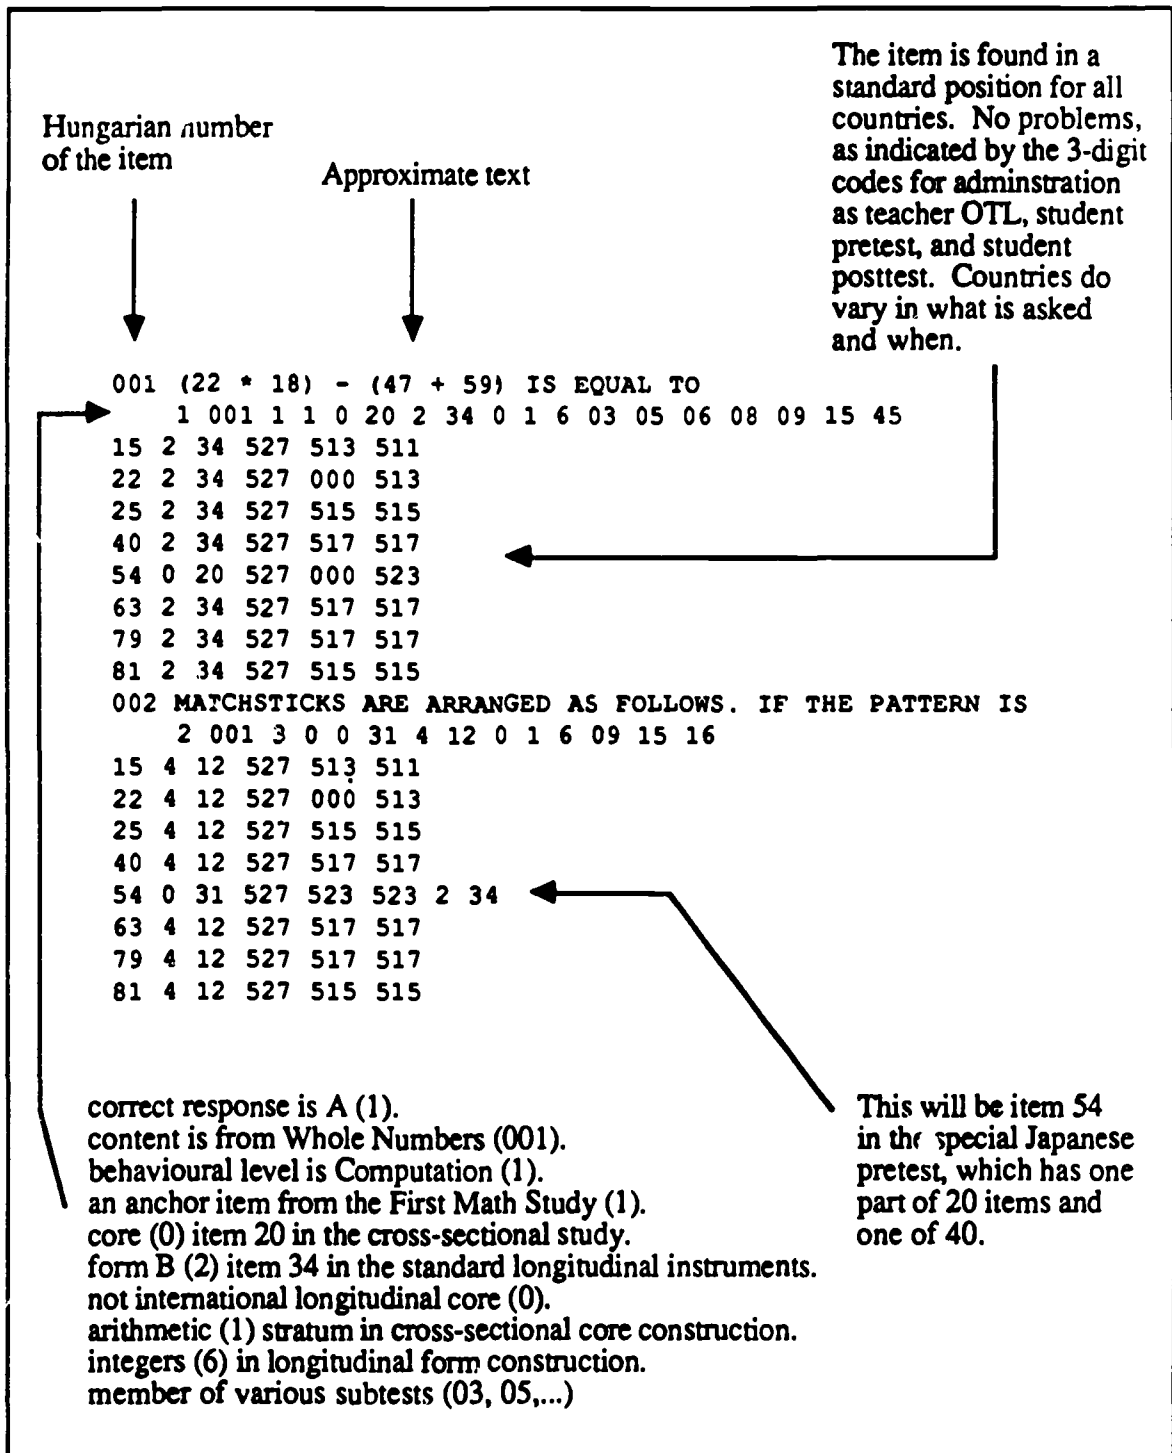 The item is found in a
standard position for all
countries. No problems,
as indicated by the 3-digit
codes for adminstration
as teacher OTL, student
pretest, and student
posttest. Countries do
vary in what is asked
and when.
Hungarian number
of the item
Approximate text
001 (22 * 18) - (47 + 59) IS EQUAL TO
1 001 1 1 0 20 2 34 0 1 6 03 05 06 08 09 15 45
15 2 34 527 513 511
22 2 34 527 000 513
25 2 34 527 515 515
40 2 34 527 517 517
54 0 20 527 000 523
63 2 34 527 517 517
79 2 34 527 517 517
81 2 34 527 515 515
002 MATCHSTICKS ARE ARRANGED AS FOLLOWS. IF THE PATTERN IS
2 001 3 0 0 31 4 12 0 1 6 09 15 16
15 4 12 527 513 511
22 4 12 527 000 513
25 4 12 527 515 515
40 4 12 527 517 517
54 0 31 527 523 523 2 34
63 4 12 527 517 517
79 4 12 527 517 517
81 4 12 527 515 515
correct response is A (1).
content is from Whole Numbers (001).
behavioural level is Computation (1).
an anchor item from the First Math Study (1).
core (0) item 20 in the cross-sectional study.
form B (2) item 34 in the standard longitudinal instruments.
not international longitudinal core (0).
arithmetic (1) stratum in cross-sectional core construction.
integers (6) in longitudinal form construction.
member of various subtests (03, 05,...)
This will be item 54
in the special Japanese
pretest, which has one
part of 20 items and
one of 40.